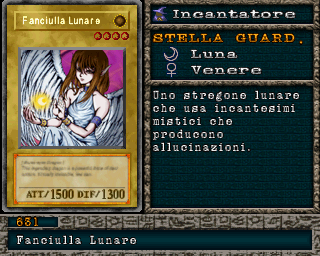 Fanciulla Lunare
ATT/1500 DIF/1300
Incantatore
STELLA GUARD.
Luna
Venere
Uno stregone lunare
che usa incantesimi
mistici che
producono
allucinazioni.
631
Fanciulla Lunare